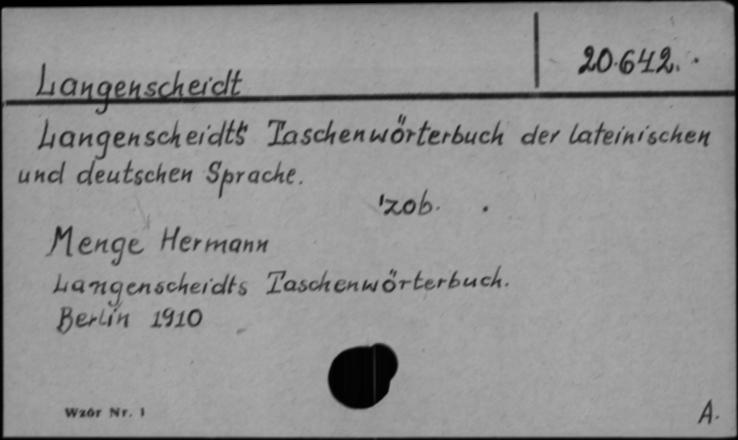 20.642.
Langenscheidt
Langenscheidts Taschenwörterbuch der lateinischen
und deutschen Sprache.
zob.
Menge Hermann
Langenscheidts Taschenwörterbuch.
Berlin 1910
Wzór Nr. 1
A.